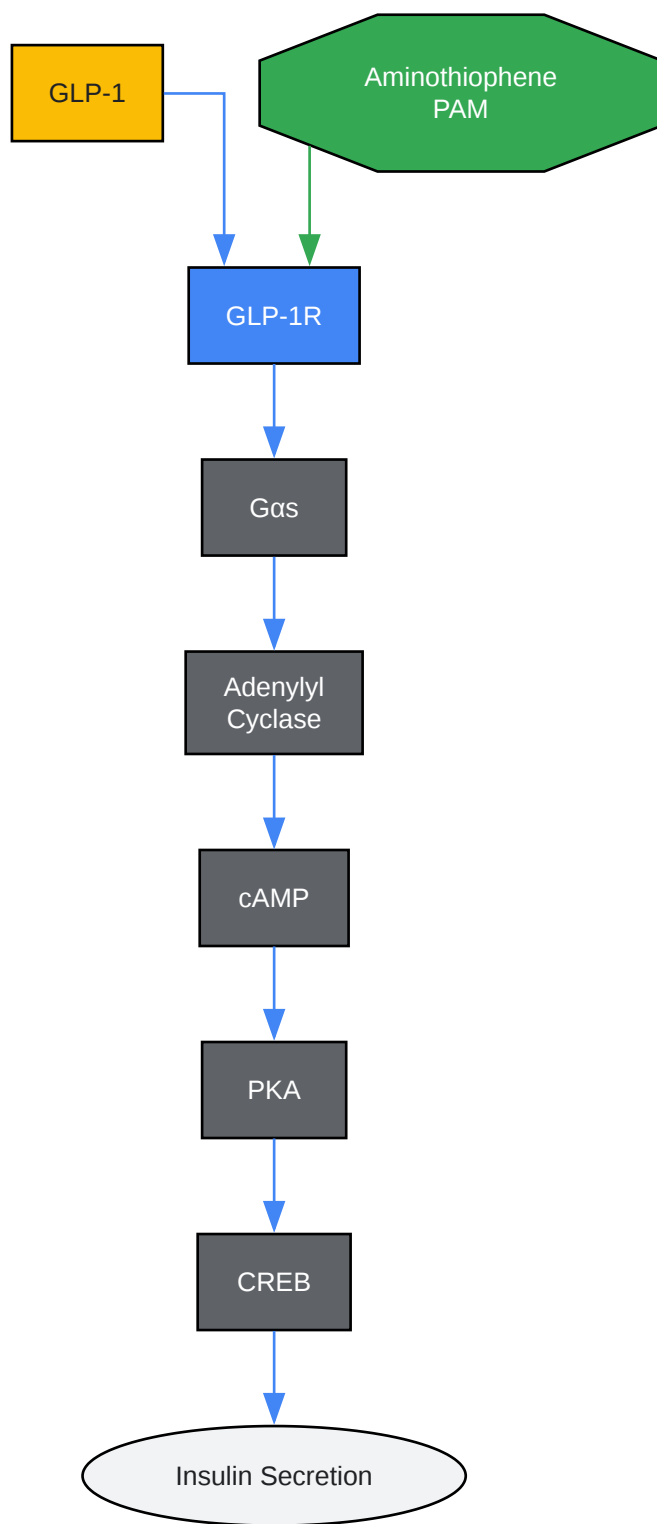 GLP-1
Aminothiophene
PAM
GLP-1R
Gαs
Adenylyl
Cyclase
cAMP
PKA
CREB
Insulin Secretion